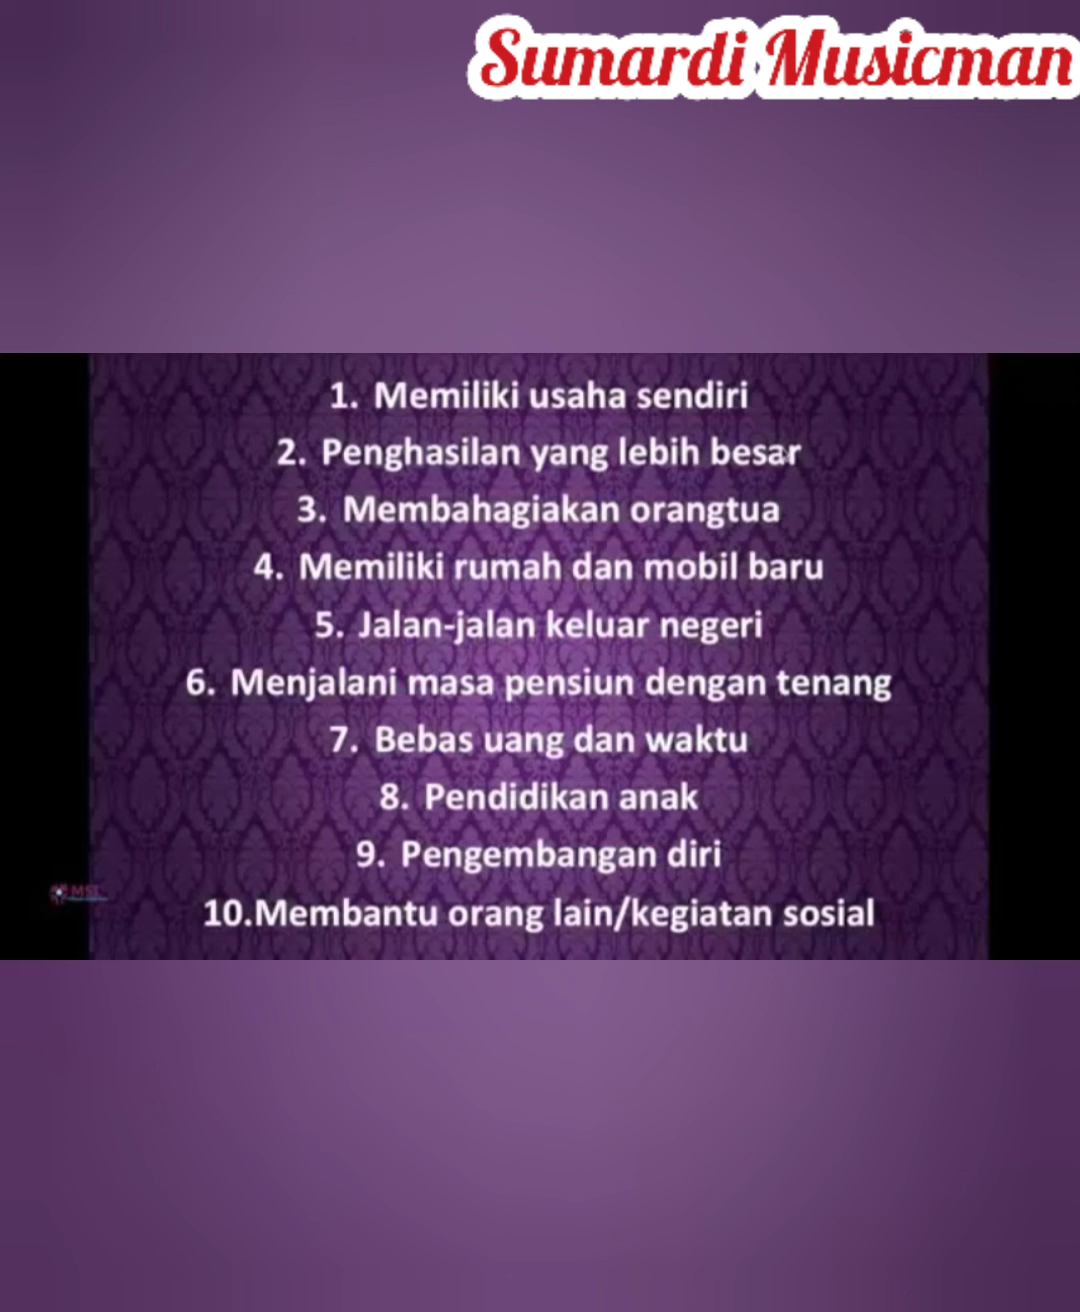 Sumardi Musicman
1. Memiliki usaha sendiri
2. Penghasilan yang lebih besar
3. Membahagiakan orangtua
4. Memiliki rumah dan mobil baru
5. Jalan-jalan keluar negeri
6. Menjalani masa pensiun dengan tenang
7. Bebas uang dan waktu
8. Pendidikan anak
9. Pengembangan diri
MSI
10.Membantu orang lain/kegiatan sosial